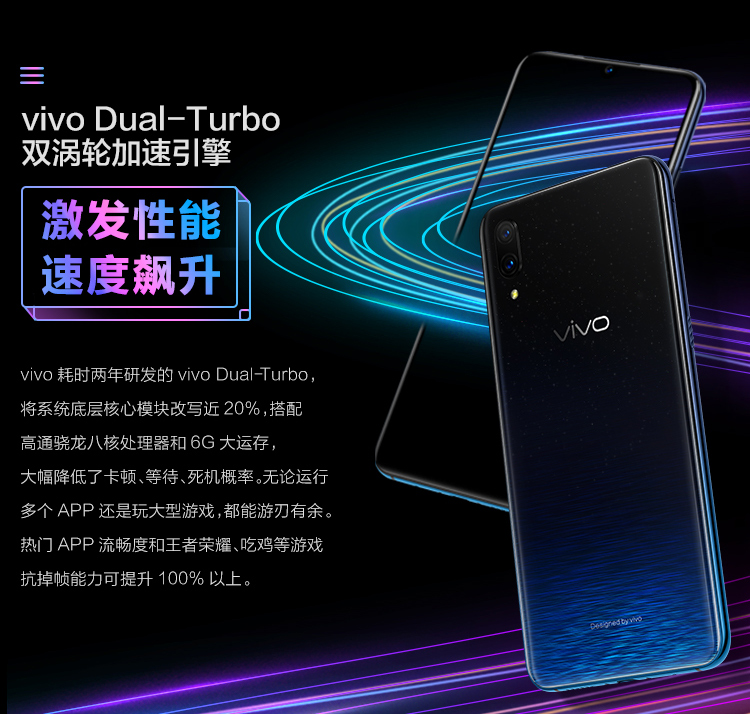 vivo Dual-Turbo
双涡轮加速引擎
激发性能
速度飙升
vivo 耗时两年研发的 vivo Dual-Turbo，
将系统底层核心模块改写近 20%，搭配
高通骁龙八核处理器和 6G 大运存，
大幅降低了卡顿、等待、死机概率。无论运行
多个 APP 还是玩大型游戏，都能游刃有余。
热门 APP 流畅度和王者荣耀、吃鸡等游戏
抗掉帧能力可提升 100% 以上。
vivo
Designed by vivo